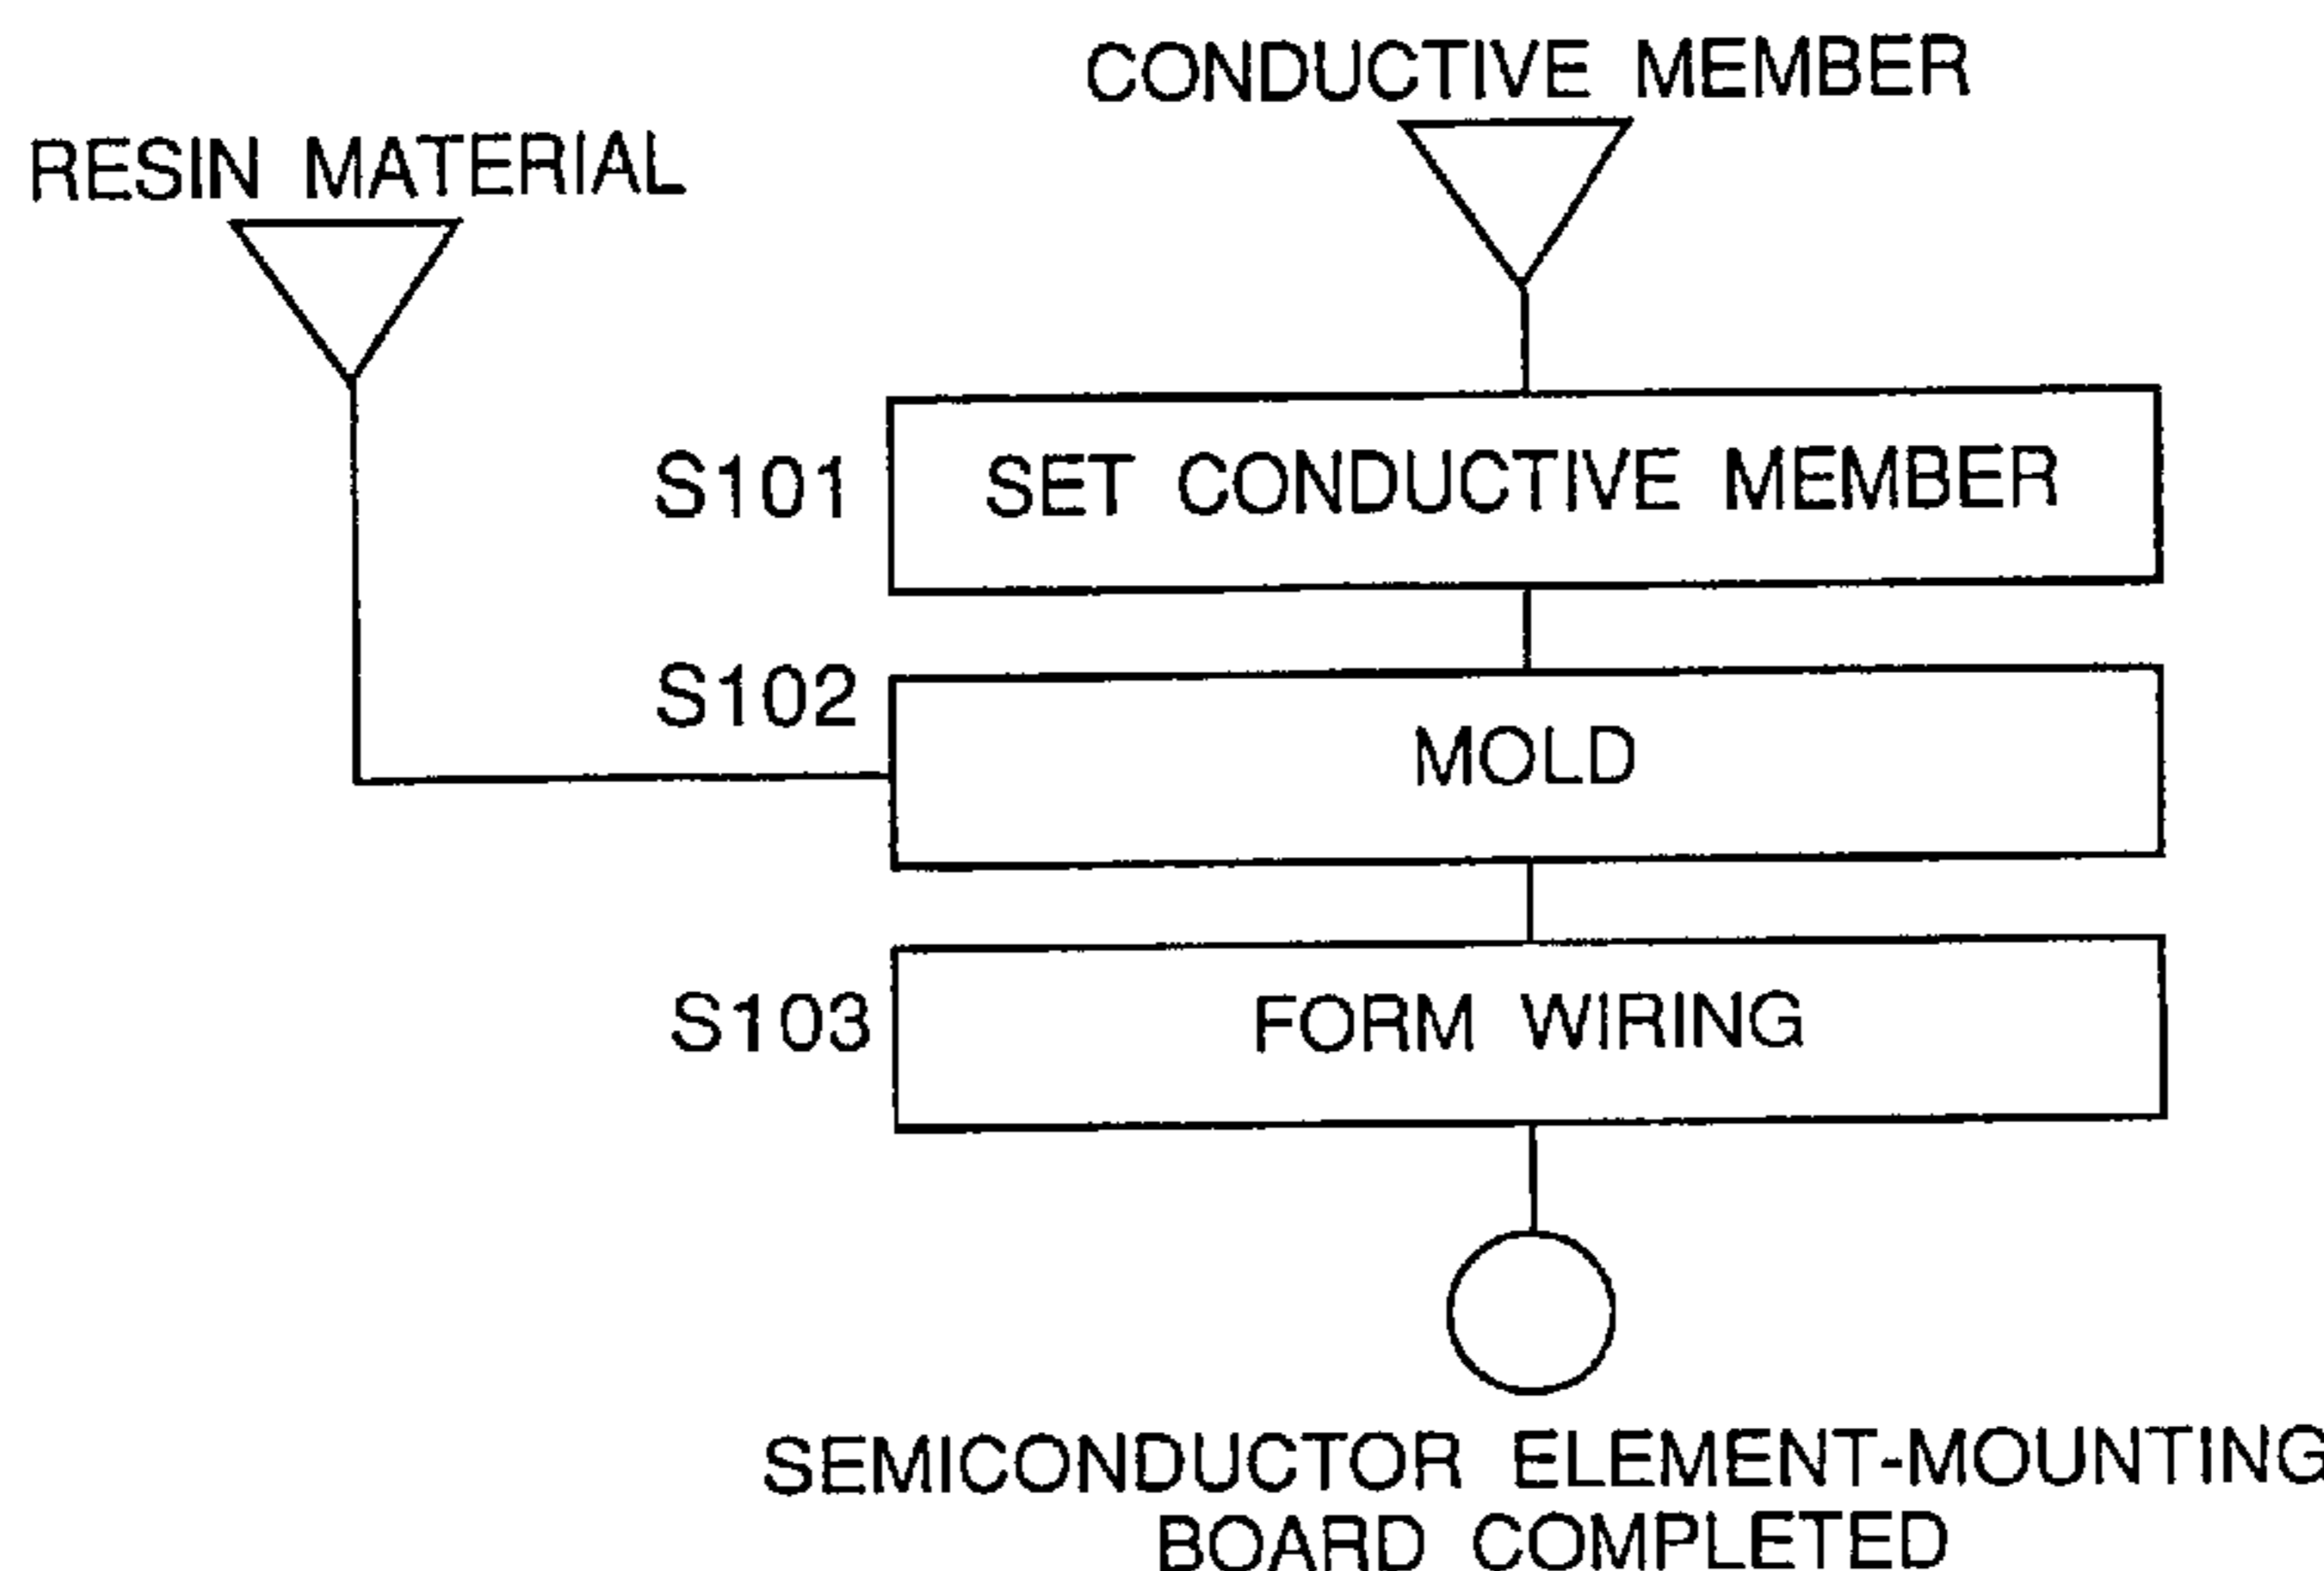 CONDUCTIVE MEMBER
RESIN MATERIAL
S101
SET CONDUCTIVE MEMBER
S102
MOLD
S103
FORM WIRING
SEMICONDUCTOR ELEMENT-MOUNTING
BOARD COMPLETED